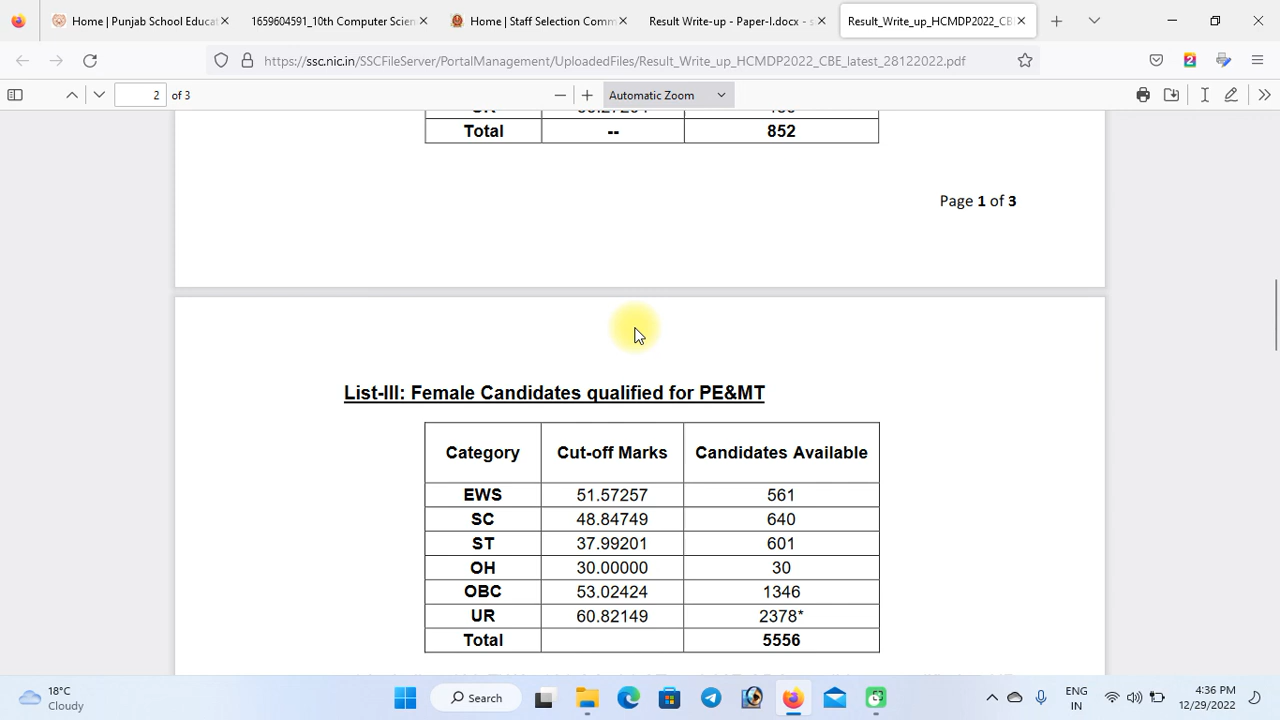 Home | Punjab School Educat
1659604591_10th Computer Scien
Home | Staff Selection Comm
Result Write-up - Paper-I.docx - s
Result_Write_up_HCMDP2022_CB
https://ssc.nic.in/SSCFileServer/PortalManagement/UploadedFiles/Result_Write_up_HCMDP2022_CBE_latest_28122022.pdf
2 of 3
Automatic Zoom
Total -- 852
Page 1 of 3
List-III: Female Candidates qualified for PE&MT
Category Cut-off Marks Candidates Available
EWS 51.57257 561
SC 48.84749 640
ST 37.99201 601
OH 30.00000 30
OBC 53.02424 1346
UR 60.82149 2378*
Total 5556
18°C
Cloudy
Search
ENG
IN
4:36 PM
12/29/2022